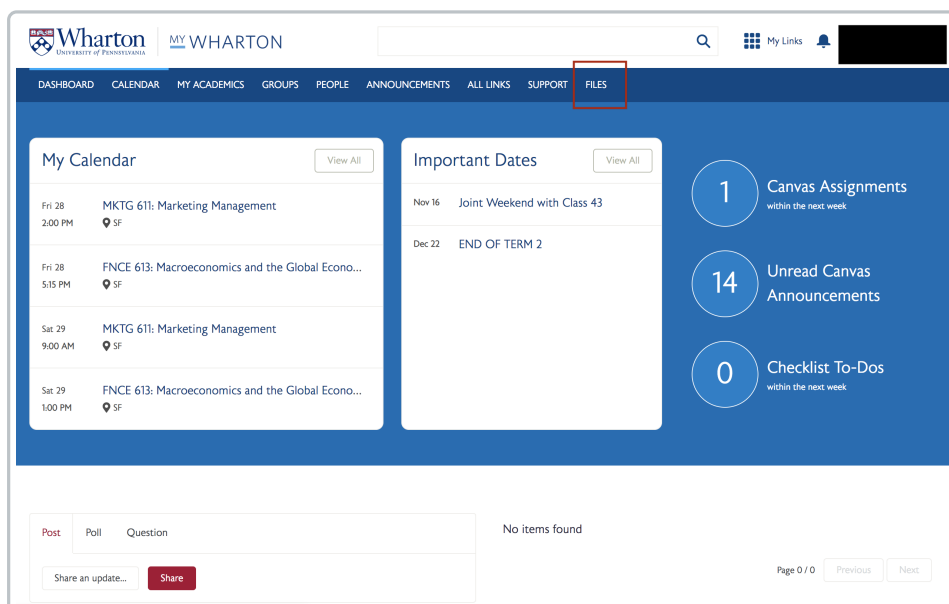 Wharton
UNIVERSITY of PENNSYLVANIA
MY WHARTON
My Links
DASHBOARD CALENDAR MY ACADEMICS GROUPS PEOPLE ANNOUNCEMENTS ALL LINKS SUPPORT FILES
My Calendar
View All
Fri 28 MKTG 611: Marketing Management
2:00 PM SF
Fri 28 FNCE 613: Macroeconomics and the Global Econo...
5:15 PM SF
Sat 29 MKTG 611: Marketing Management
9:00 AM SF
Sat 29 FNCE 613: Macroeconomics and the Global Econo...
1:00 PM SF
Important Dates
View All
Nov 16 Joint Weekend with Class 43
Dec 22 END OF TERM 2
1 Canvas Assignments
within the next week
14 Unread Canvas
Announcements
0 Checklist To-Dos
within the next week
Post Poll Question
Share an update... Share
No items found
Page 0 / 0 Previous Next